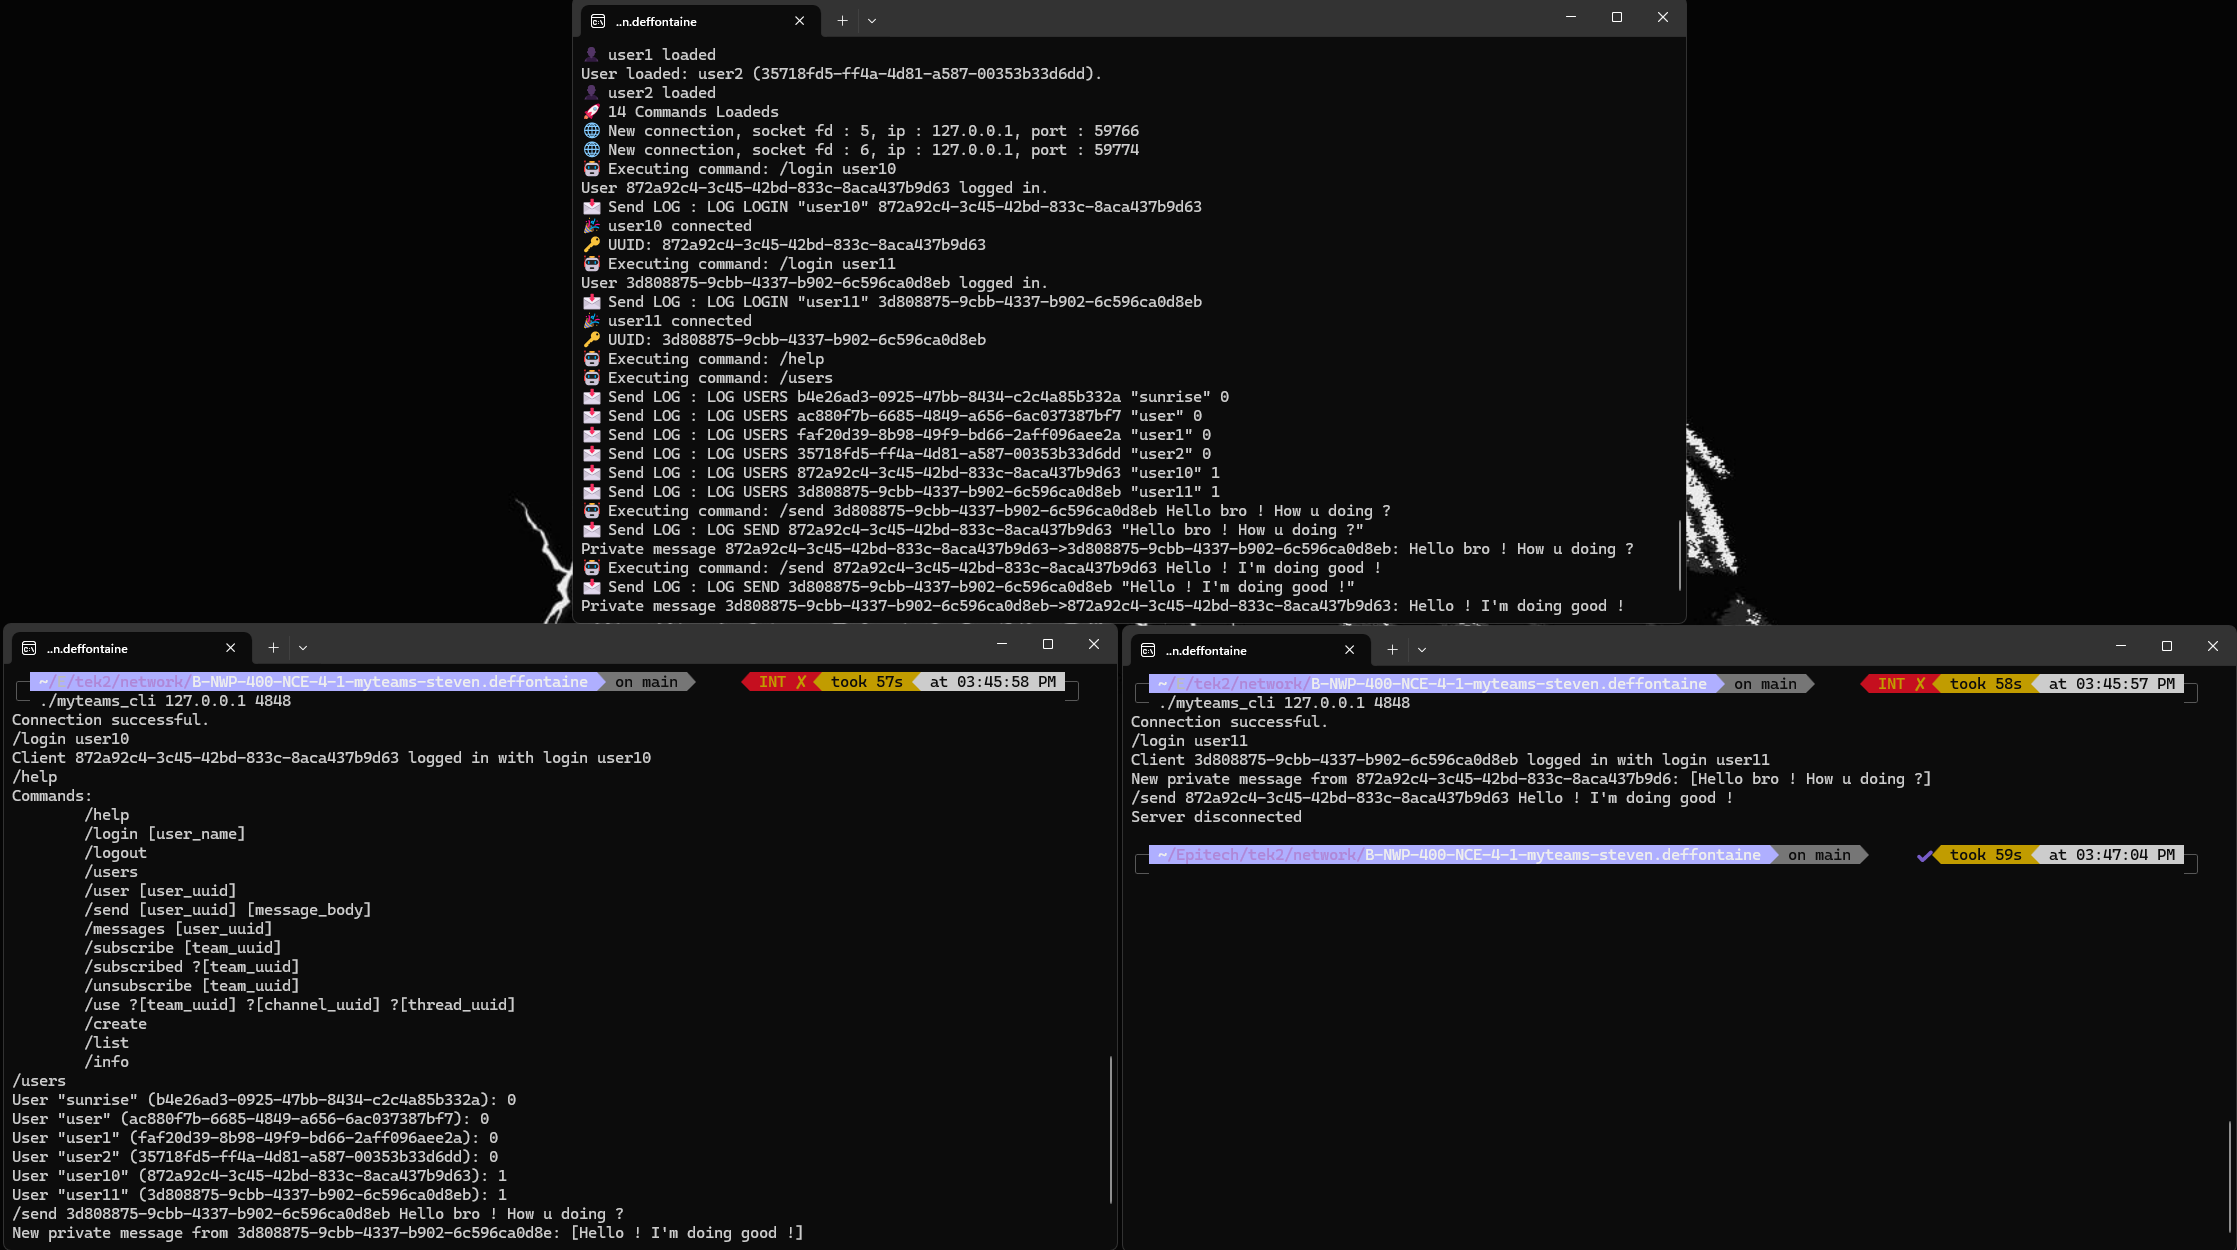 ..n.deffontaine
user1 loaded
User loaded: user2 (35718fd5-ff4a-4d81-a587-00353b33d6dd).
user2 loaded
14 Commands Loadeds
New connection, socket fd : 5, ip : 127.0.0.1, port : 59766
New connection, socket fd : 6, ip : 127.0.0.1, port : 59774
Executing command: /login user10
User 872a92c4-3c45-42bd-833c-8aca437b9d63 logged in.
Send LOG : LOG LOGIN "user10" 872a92c4-3c45-42bd-833c-8aca437b9d63
user10 connected
UUID: 872a92c4-3c45-42bd-833c-8aca437b9d63
Executing command: /login user11
User 3d808875-9cbb-4337-b902-6c596ca0d8eb logged in.
Send LOG : LOG LOGIN "user11" 3d808875-9cbb-4337-b902-6c596ca0d8eb
user11 connected
UUID: 3d808875-9cbb-4337-b902-6c596ca0d8eb
Executing command: /help
Executing command: /users
Send LOG : LOG USERS b4e26ad3-0925-47bb-8434-c2c4a85b332a "sunrise" 0
Send LOG : LOG USERS ac880f7b-6685-4849-a656-6ac037387bf7 "user" 0
Send LOG : LOG USERS faf20d39-8b98-49f9-bd66-2aff096aee2a "user1" 0
Send LOG : LOG USERS 35718fd5-ff4a-4d81-a587-00353b33d6dd "user2" 0
Send LOG : LOG USERS 872a92c4-3c45-42bd-833c-8aca437b9d63 "user10" 1
Send LOG : LOG USERS 3d808875-9cbb-4337-b902-6c596ca0d8eb "user11" 1
Executing command: /send 3d808875-9cbb-4337-b902-6c596ca0d8eb Hello bro ! How u doing ?
Send LOG : LOG SEND 872a92c4-3c45-42bd-833c-8aca437b9d63 "Hello bro ! How u doing ?"
Private message 872a92c4-3c45-42bd-833c-8aca437b9d63->3d808875-9cbb-4337-b902-6c596ca0d8eb: Hello bro ! How u doing ?
Executing command: /send 872a92c4-3c45-42bd-833c-8aca437b9d63 Hello ! I'm doing good !
Send LOG : LOG SEND 3d808875-9cbb-4337-b902-6c596ca0d8eb "Hello ! I'm doing good !"
Private message 3d808875-9cbb-4337-b902-6c596ca0d8eb->872a92c4-3c45-42bd-833c-8aca437b9d63: Hello ! I'm doing good !
..n.deffontaine
~/E/tek2/network/B-NWP-400-NCE-4-1-myteams-steven.deffontaine on main INT ✗ took 57s at 03:45:58 PM
./myteams_cli 127.0.0.1 4848
Connection successful.
/login user10
Client 872a92c4-3c45-42bd-833c-8aca437b9d63 logged in with login user10
/help
Commands:
/help
/login [user_name]
/logout
/users
/user [user_uuid]
/send [user_uuid] [message_body]
/messages [user_uuid]
/subscribe [team_uuid]
/subscribed ?[team_uuid]
/unsubscribe [team_uuid]
/use ?[team_uuid] ?[channel_uuid] ?[thread_uuid]
/create
/list
/info
/users
User "sunrise" (b4e26ad3-0925-47bb-8434-c2c4a85b332a): 0
User "user" (ac880f7b-6685-4849-a656-6ac037387bf7): 0
User "user1" (faf20d39-8b98-49f9-bd66-2aff096aee2a): 0
User "user2" (35718fd5-ff4a-4d81-a587-00353b33d6dd): 0
User "user10" (872a92c4-3c45-42bd-833c-8aca437b9d63): 1
User "user11" (3d808875-9cbb-4337-b902-6c596ca0d8eb): 1
/send 3d808875-9cbb-4337-b902-6c596ca0d8eb Hello bro ! How u doing ?
New private message from 3d808875-9cbb-4337-b902-6c596ca0d8e: [Hello ! I'm doing good !]
..n.deffontaine
~/E/tek2/network/B-NWP-400-NCE-4-1-myteams-steven.deffontaine on main INT ✗ took 58s at 03:45:57 PM
./myteams_cli 127.0.0.1 4848
Connection successful.
/login user11
Client 3d808875-9cbb-4337-b902-6c596ca0d8eb logged in with login user11
New private message from 872a92c4-3c45-42bd-833c-8aca437b9d6: [Hello bro ! How u doing ?]
/send 872a92c4-3c45-42bd-833c-8aca437b9d63 Hello ! I'm doing good !
Server disconnected
~/Epitech/tek2/network/B-NWP-400-NCE-4-1-myteams-steven.deffontaine on main ✔ took 59s at 03:47:04 PM